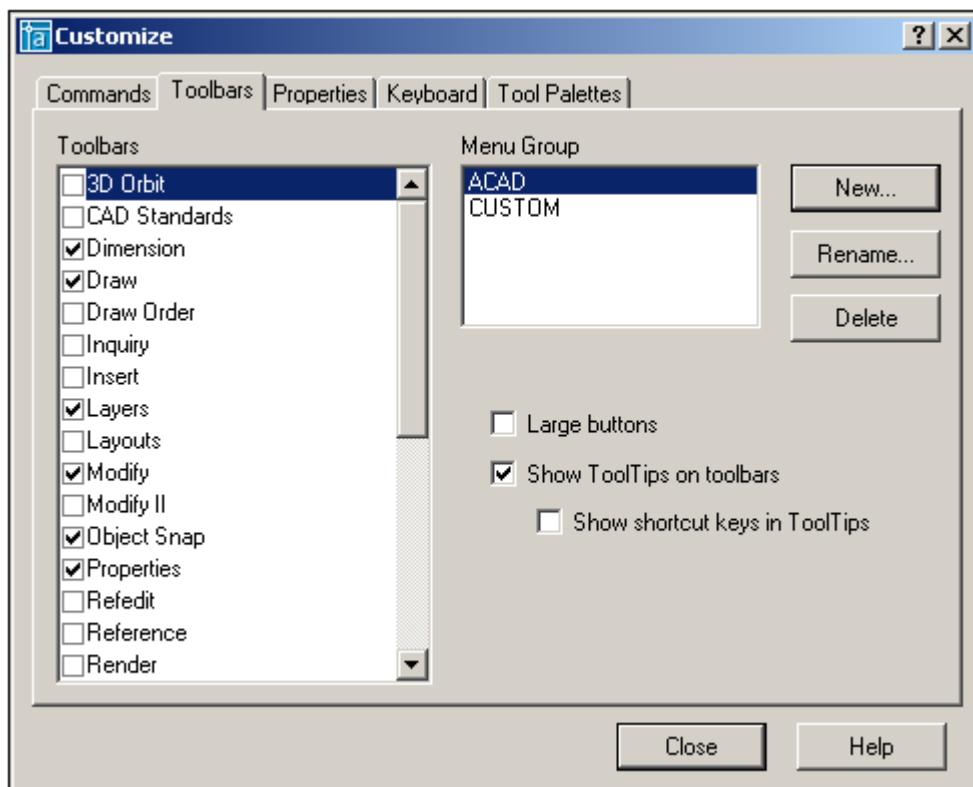 Customize
Commands Toolbars Properties Keyboard Tool Palettes
Toolbars
3D Orbit
CAD Standards
Dimension
Draw
Draw Order
Inquiry
Insert
Layers
Layouts
Modify
Modify II
Object Snap
Properties
Refedit
Reference
Render
Menu Group
ACAD
CUSTOM
New...
Rename...
Delete
Large buttons
Show ToolTips on toolbars
Show shortcut keys in ToolTips
Close Help